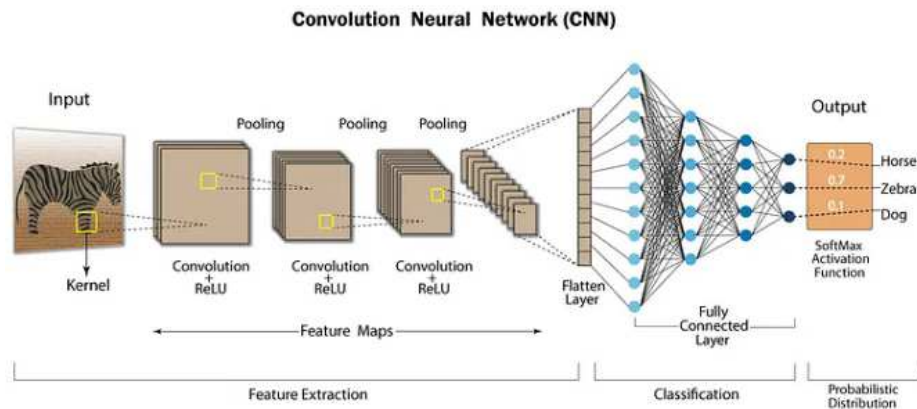 Convolution Neural Network (CNN)
Input
Pooling
Pooling
Pooling
Output
0.2
Horse
0.7
Zebra
0.1
Dog
SoftMax
Activation
Function
Kernel
Convolution
+
ReLU
Convolution
+
ReLU
Convolution
+
ReLU
Flatten
Layer
Fully
Connected
Layer
Feature Maps
Feature Extraction
Classification
Probabilistic
Distribution